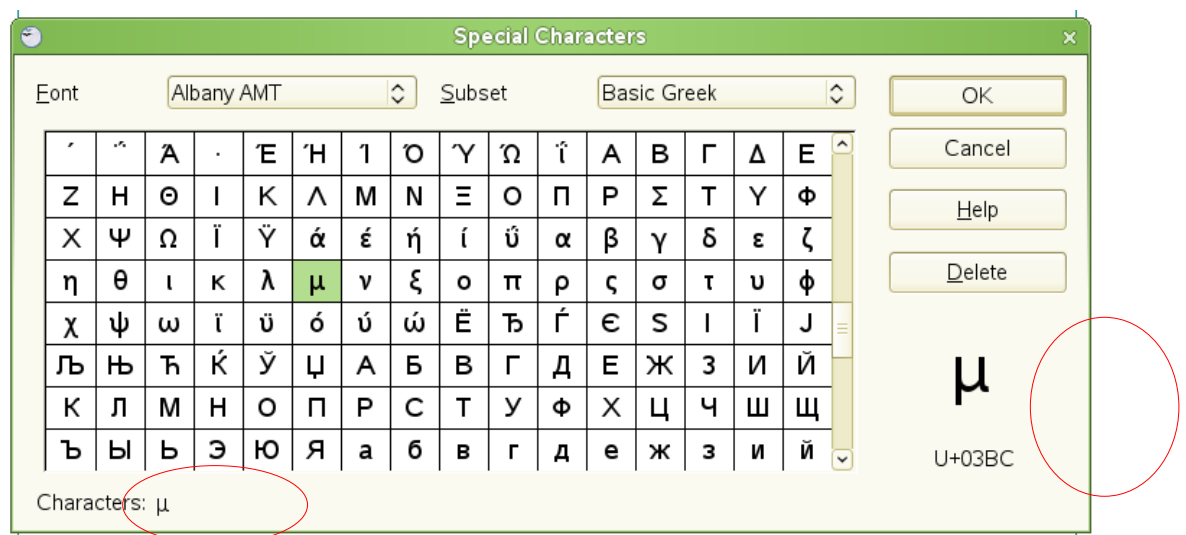 Special Characters
Font Albany AMT Subset Basic Greek OK
΄ ΅ Ά · Έ Ή Ί Ό Ύ Ώ ΐ Α Β Γ Δ Ε
Cancel
Ζ Η Θ Ι Κ Λ Μ Ν Ξ Ο Π Ρ Σ Τ Υ Φ
Help
Χ Ψ Ω Ϊ Ϋ ά έ ή ί ΰ α β γ δ ε ζ
η θ ι κ λ μ ν ξ ο π ρ ς σ τ υ φ
Delete
χ ψ ω ϊ ϋ ό ύ ώ Ё Ђ Ѓ Є Ѕ І Ї Ј
Љ Њ Ћ Ќ Ў Џ А Б В Г Д Е Ж З И Й
μ
К Л М Н О П Р С Т У Ф Х Ц Ч Ш Щ
Ъ Ы Ь Э Ю Я а б в г д е ж з и й
U+03BC
Characters: μ